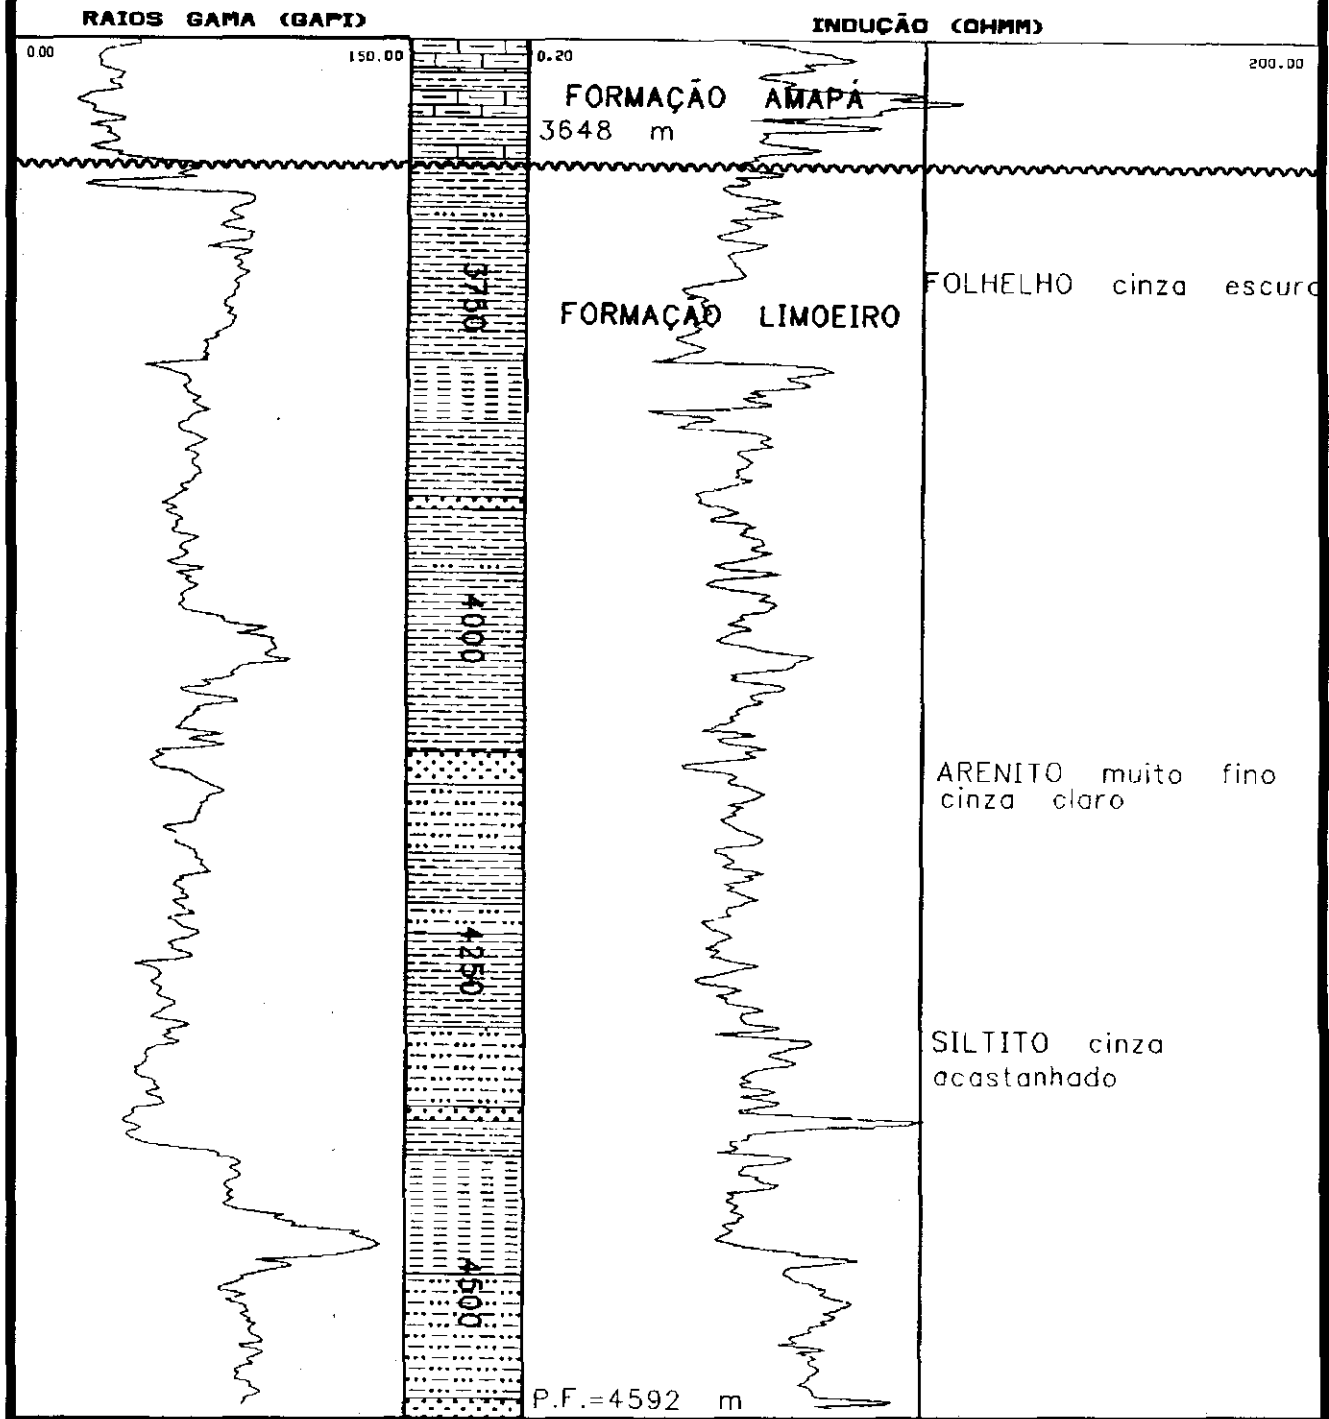 RAIOS GAMA (GAPI)
INDUÇÃO (OHMM)
0.00
150.00
0.20
200.00
FORMAÇÃO AMAPÁ
3648 m
3750
FOLHELHO cinza escuro
FORMAÇÃO LIMOEIRO
4000
ARENITO muito fino
cinza claro
4250
SILTITO cinza
acastanhado
4500
P.F.=4592 m